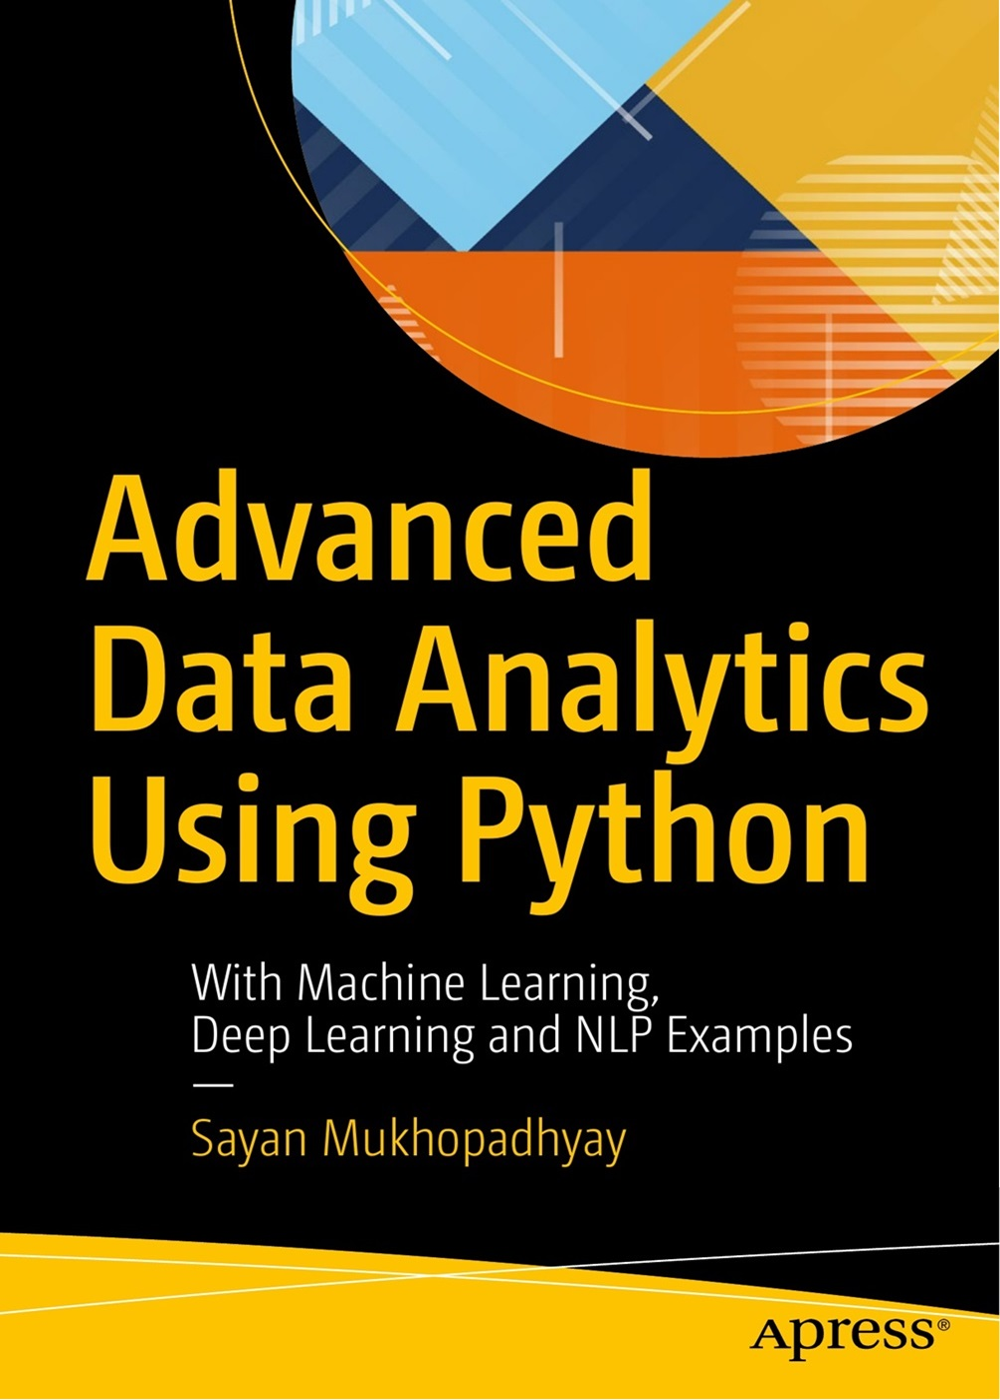 Advanced
Data Analytics
Using Python
With Machine Learning,
Deep Learning and NLP Examples
Sayan Mukhopadhyay
Apress®